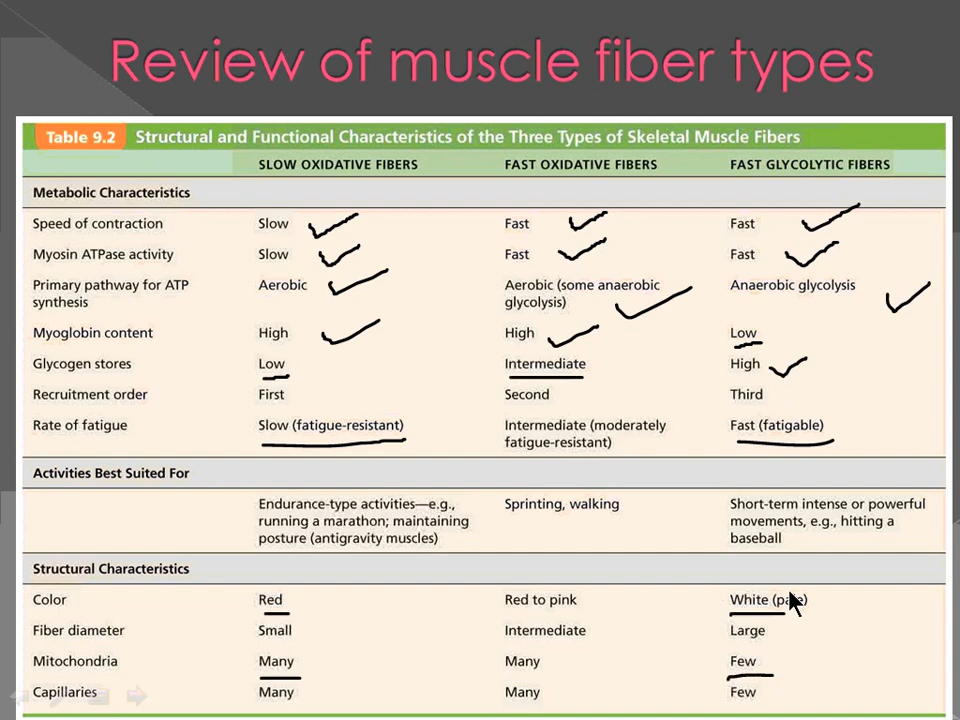 Review of muscle fiber types
Table 9.2 Structural and Functional Characteristics of the Three Types of Skeletal Muscle Fibers
SLOW OXIDATIVE FIBERS FAST OXIDATIVE FIBERS FAST GLYCOLYTIC FIBERS
Metabolic Characteristics
Speed of contraction Slow Fast Fast
Myosin ATPase activity Slow Fast Fast
Primary pathway for ATP Aerobic Aerobic (some anaerobic Anaerobic glycolysis
synthesis glycolysis)
Myoglobin content High High Low
Glycogen stores Low Intermediate High
Recruitment order First Second Third
Rate of fatigue Slow (fatigue-resistant) Intermediate (moderately Fast (fatigable)
fatigue-resistant)
Activities Best Suited For
Endurance-type activities—e.g., Sprinting, walking Short-term intense or powerful
running a marathon; maintaining movements, e.g., hitting a
posture (antigravity muscles) baseball
Structural Characteristics
Color Red Red to pink White (pale)
Fiber diameter Small Intermediate Large
Mitochondria Many Many Few
Capillaries Many Many Few